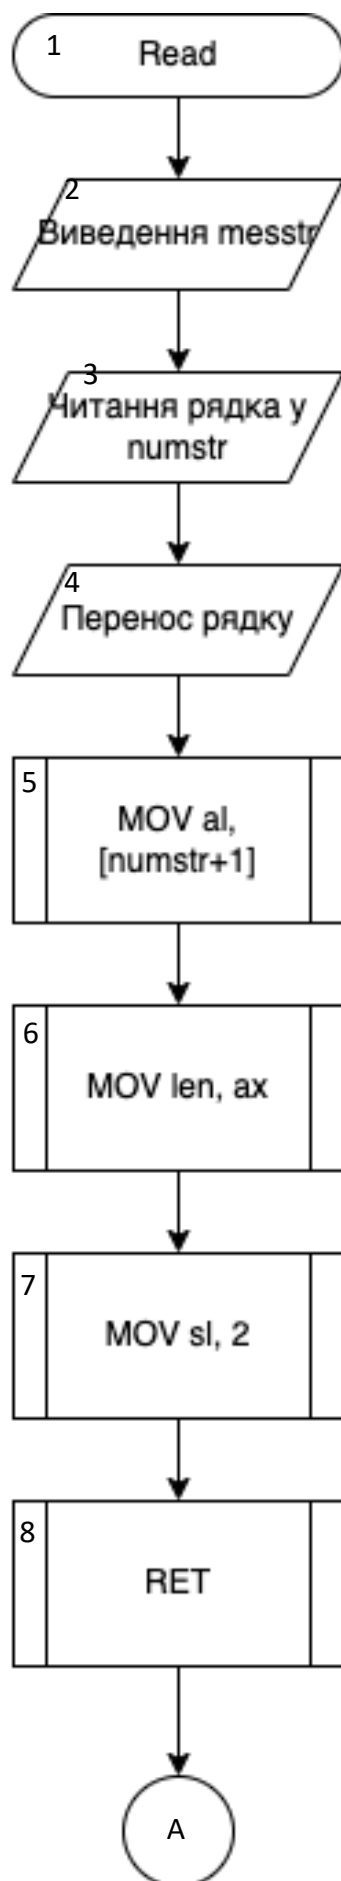 1
Read
2
Виведення messtr
3
Читання рядка у
numstr
4
Перенос рядку
5
MOV al,
[numstr+1]
6
MOV len, ax
7
MOV sl, 2
8
RET
A